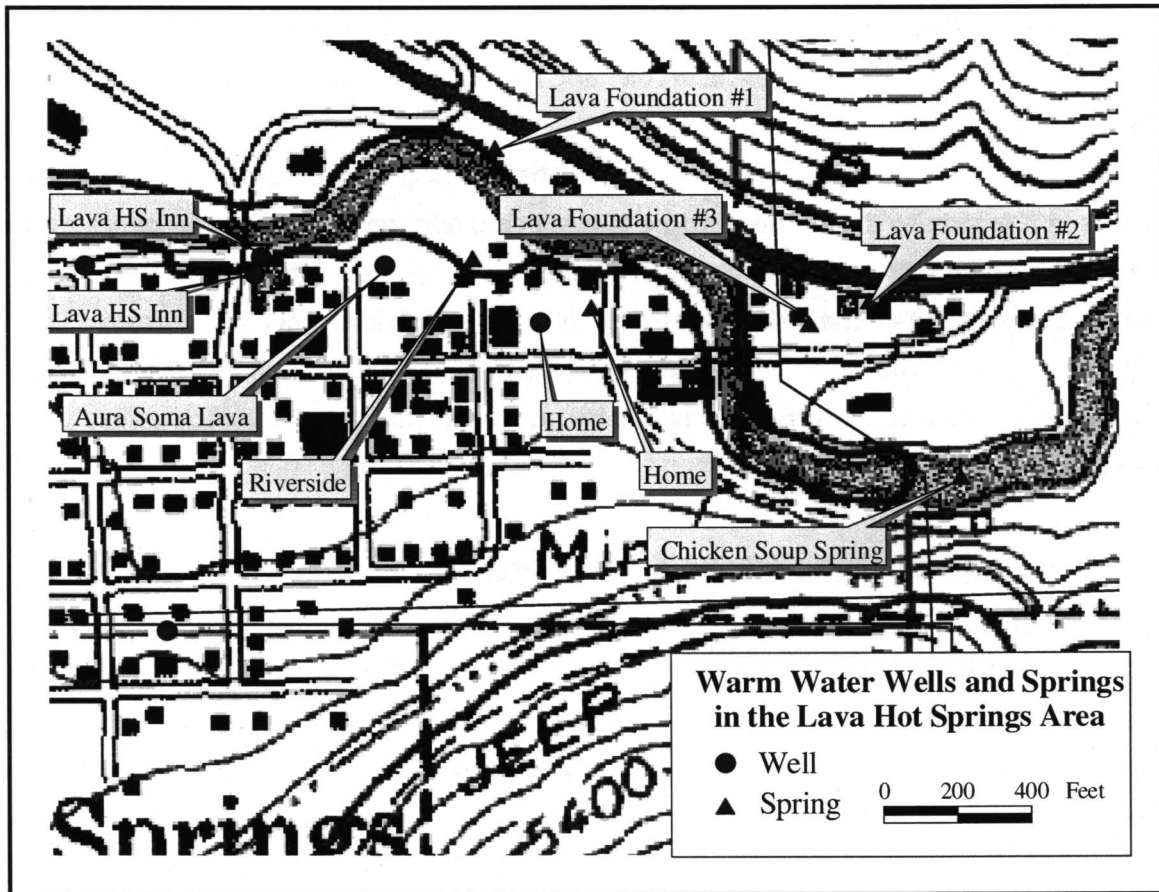 Lava Foundation #1
Lava HS Inn
Lava Foundation #3
Lava Foundation #2
Lava HS Inn
Aura Soma Lava
Home
Riverside
Home
Chicken Soup Spring
Min
JEEP
5400
Springs
Warm Water Wells and Springs
in the Lava Hot Springs Area
Well
Spring
0 200 400 Feet